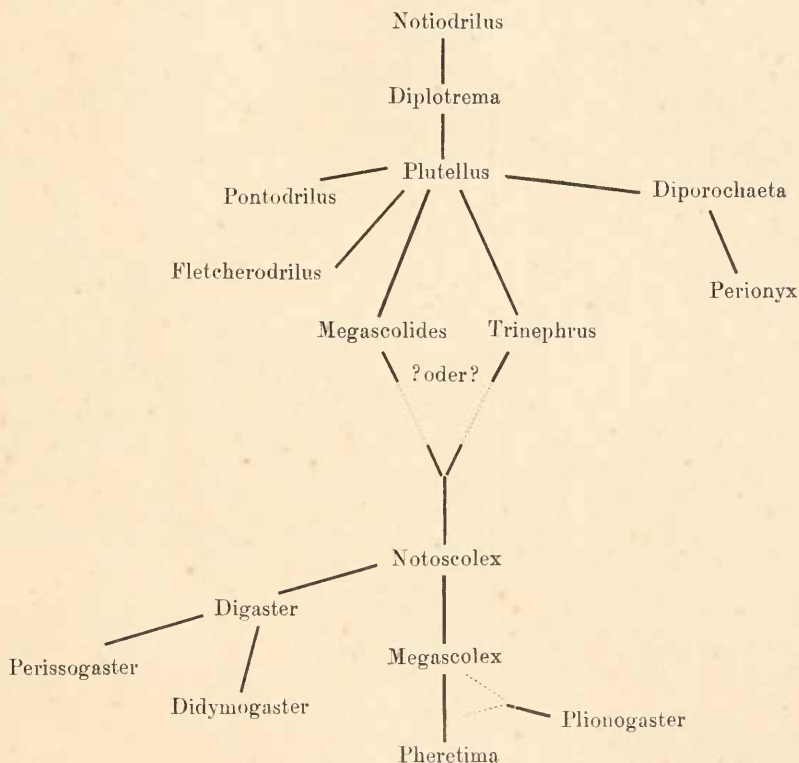 Notiodrilus
Diplotrema
Plutellus
Pontodrilus
Diporochaeta
Fletcherodrilus
Perionyx
Megascolides
Trinephrus
?oder?
Notoscolex
Digaster
Megascolex
Perissogaster
Didymogaster
Plionogaster
Pheretima